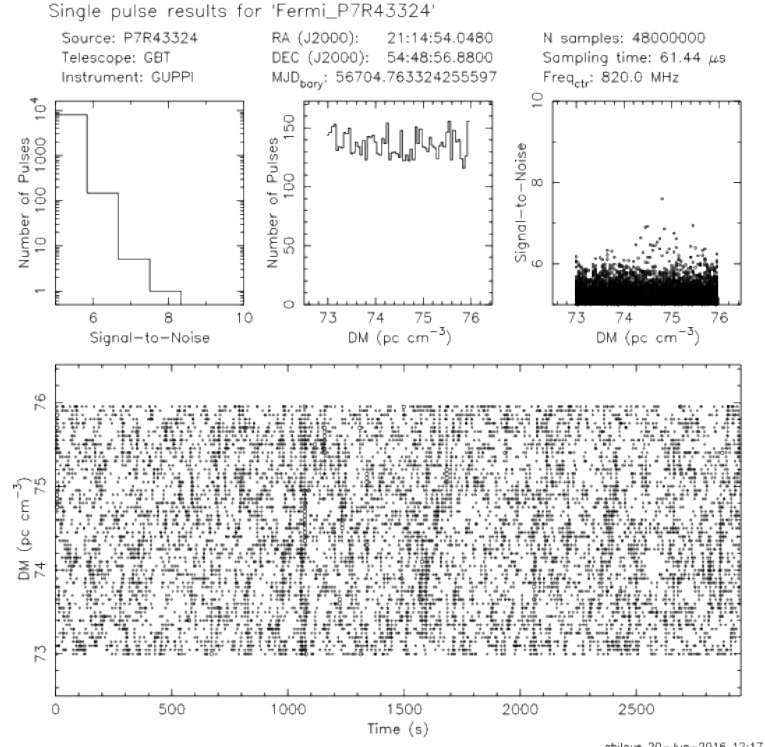 Single pulse results for 'Fermi_P7R43324'
Source: P7R43324 RA (J2000): 21:14:54.0480 N samples: 48000000
Telescope: GBT DEC (J2000): 54:48:56.8800 Sampling time: 61.44 μs
Instrument: GUPPI MJD_bary: 56704.763324255597 Freq_ctr: 820.0 MHz
Number of Pulses
1 10 100 1000 10^4
6 8 10
Signal-to-Noise
Number of Pulses
0 50 100 150
73 74 75 76
DM (pc cm^-3)
Signal-to-Noise
6 8 10
73 74 75 76
DM (pc cm^-3)
DM (pc cm^-3)
73 74 75 76
0 500 1000 1500 2000 2500
Time (s)
20-Jun-2016 12:17